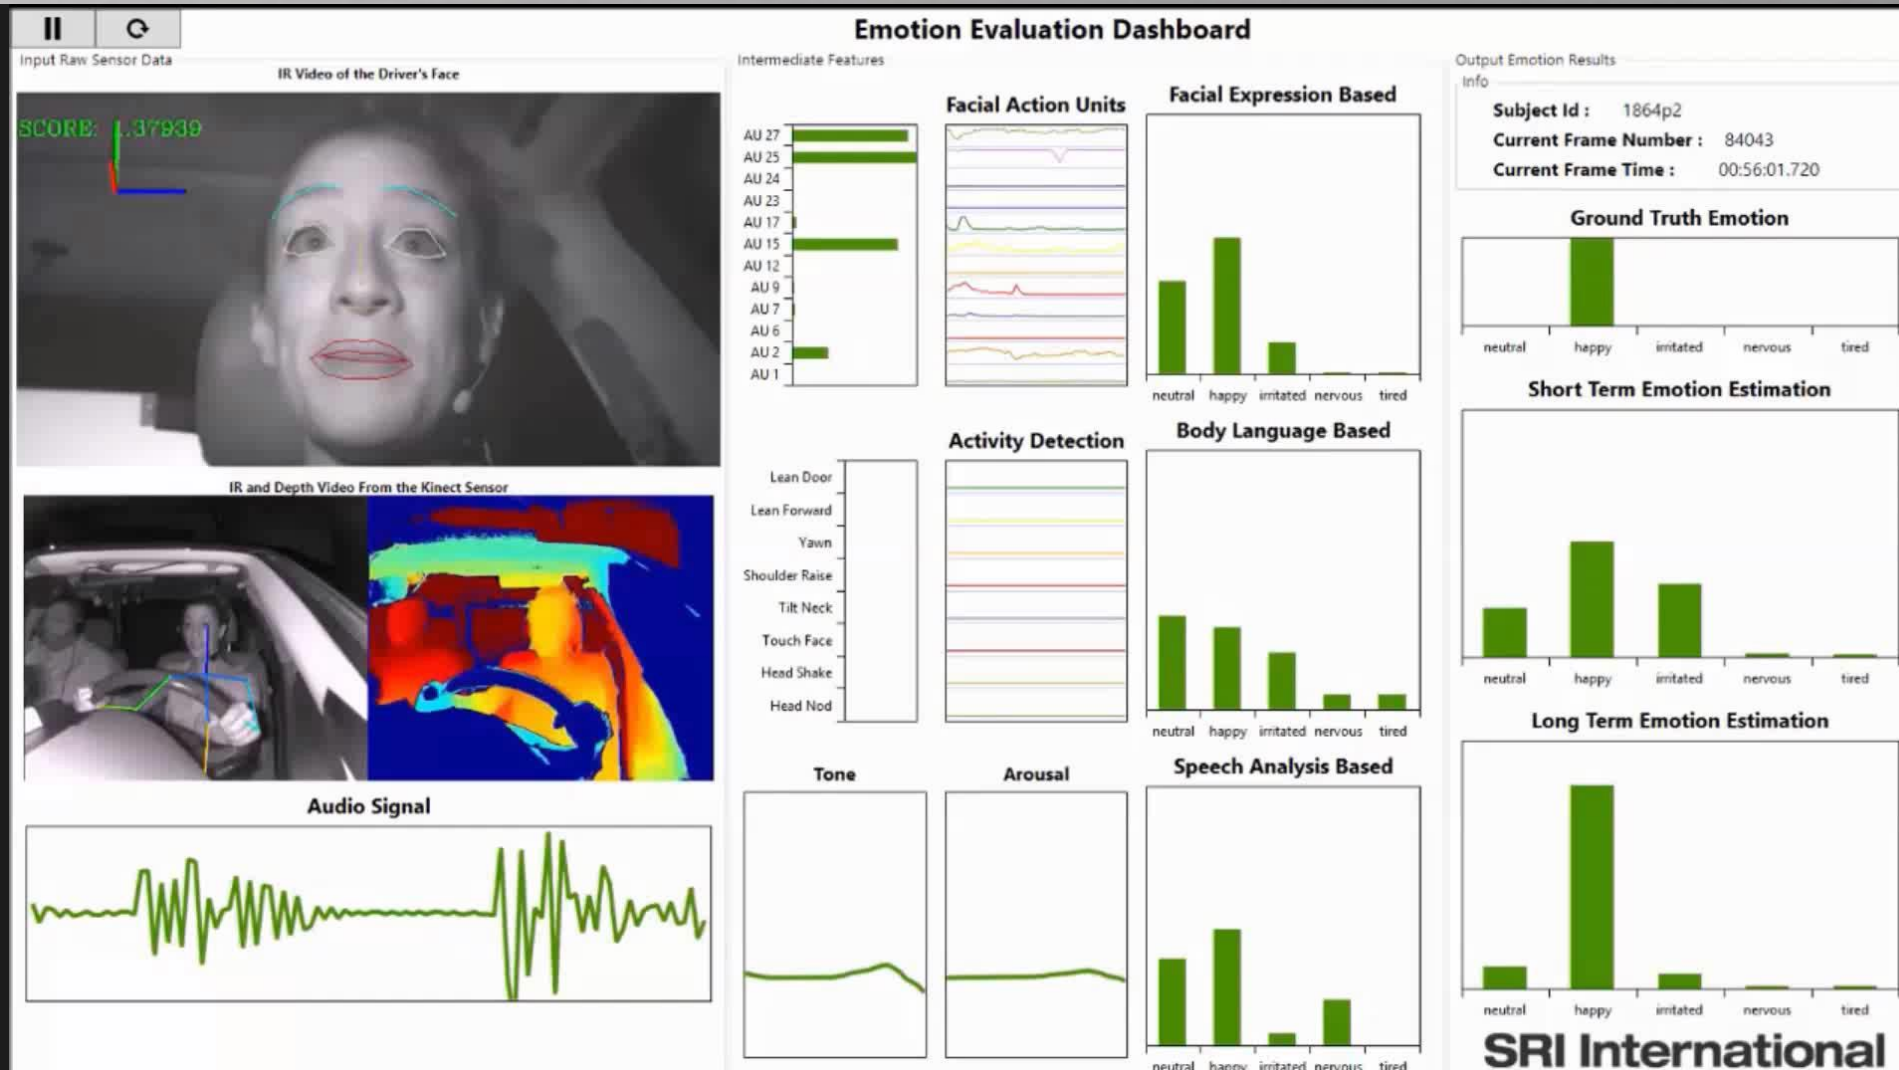 Emotion Evaluation Dashboard
Input Raw Sensor Data
IR Video of the Driver's Face
SCORE: 1.37939
IR and Depth Video From the Kinect Sensor
Audio Signal
Intermediate Features
Facial Action Units
AU 27
AU 25
AU 24
AU 23
AU 17
AU 15
AU 12
AU 9
AU 7
AU 6
AU 2
AU 1
Facial Expression Based
neutral happy irritated nervous tired
Activity Detection
Lean Door
Lean Forward
Yawn
Shoulder Raise
Tilt Neck
Touch Face
Head Shake
Head Nod
Body Language Based
neutral happy irritated nervous tired
Tone
Arousal
Speech Analysis Based
neutral happy irritated nervous tired
Output Emotion Results
Info
Subject Id : 1864p2
Current Frame Number : 84043
Current Frame Time : 00:56:01.720
Ground Truth Emotion
neutral happy irritated nervous tired
Short Term Emotion Estimation
neutral happy irritated nervous tired
Long Term Emotion Estimation
neutral happy irritated nervous tired
SRI International